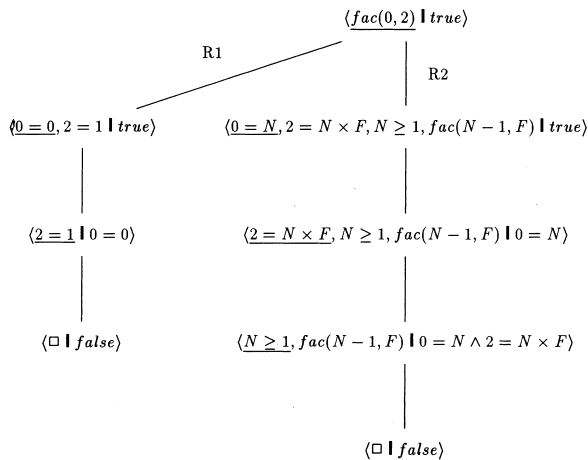 ⟨fac(0, 2) ❙ true⟩
R1
R2
⟨0 = 0, 2 = 1 ❙ true⟩
⟨0 = N, 2 = N × F, N ≥ 1, fac(N − 1, F) ❙ true⟩
⟨2 = 1 ❙ 0 = 0⟩
⟨2 = N × F, N ≥ 1, fac(N − 1, F) ❙ 0 = N⟩
⟨□ ❙ false⟩
⟨N ≥ 1, fac(N − 1, F) ❙ 0 = N ∧ 2 = N × F⟩
⟨□ ❙ false⟩